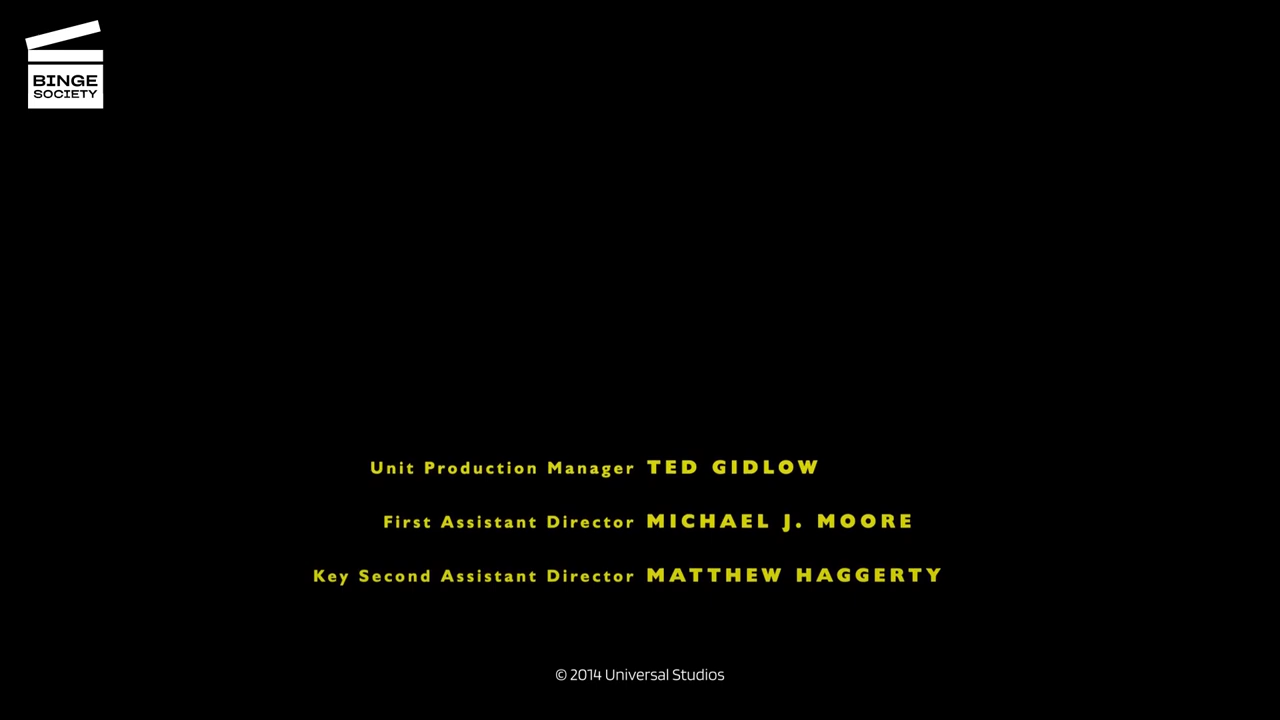 BINGE
SOCIETY
Unit Production Manager TED GIDLOW
First Assistant Director MICHAEL J. MOORE
Key Second Assistant Director MATTHEW HAGGERTY
© 2014 Universal Studios